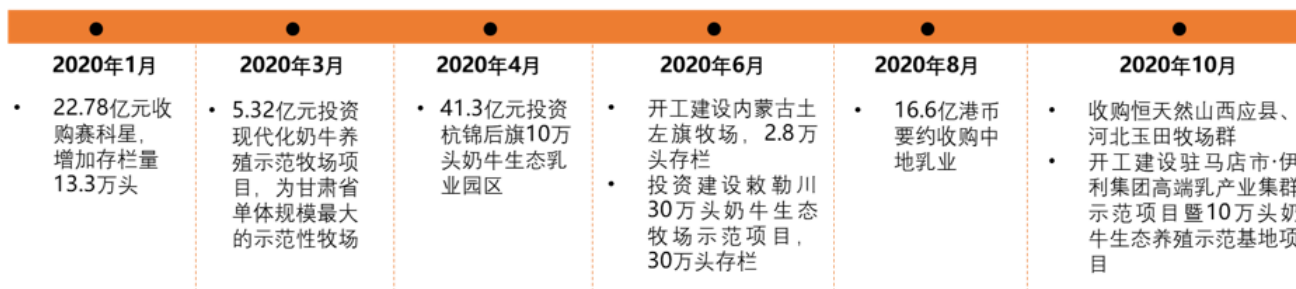 2020年1月
• 22.78亿元收
购赛科星，
增加存栏量
13.3万头
2020年3月
• 5.32亿元投资
现代化奶牛养
殖示范牧场项
目，为甘肃省
单体规模最大
的示范性牧场
2020年4月
• 41.3亿元投资
杭锦后旗10万
头奶牛生态乳
业园区
2020年6月
• 开工建设内蒙古土
左旗牧场，2.8万
头存栏
• 投资建设敕勒川
30万头奶牛生态
牧场示范项目，
30万头存栏
2020年8月
• 16.6亿港币
要约收购中
地乳业
2020年10月
• 收购恒天然山西应县、
河北玉田牧场群
• 开工建设驻马店市·伊
利集团高端乳产业集群
示范项目暨10万头奶
牛生态养殖示范基地项
目